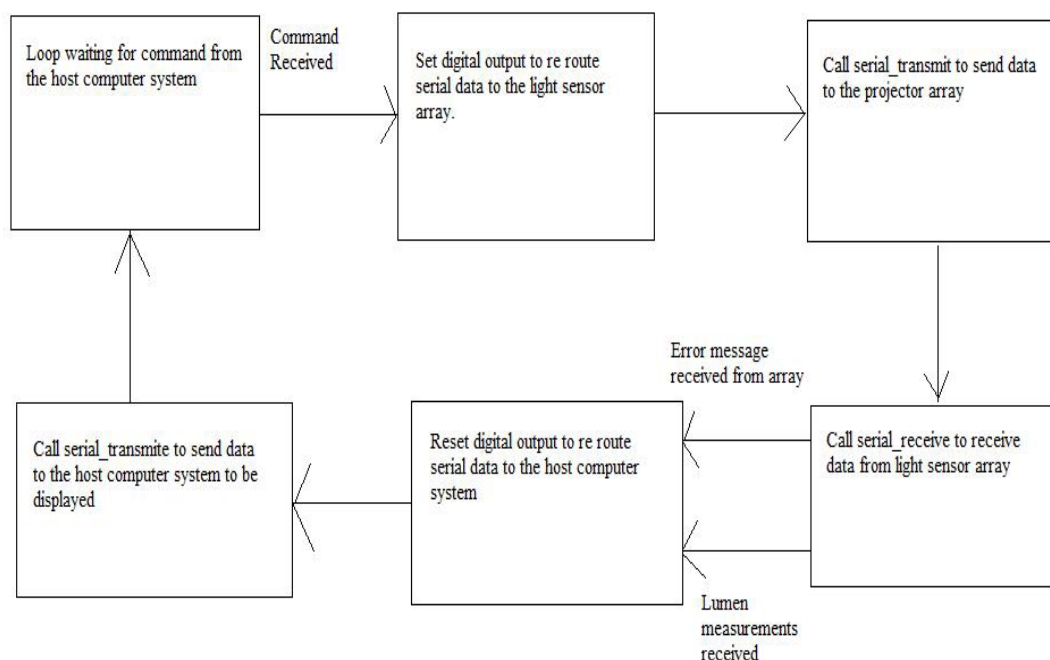 Loop waiting for command from
the host computer system
Command
Received
Set digital output to re route
serial data to the light sensor
array.
Call serial_transmit to send data
to the projector array
Error message
received from array
Call serial_transmite to send data
to the host computer system to be
displayed
Reset digital output to re route
serial data to the host computer
system
Call serial_receive to receive
data from light sensor array
Lumen
measurements
received